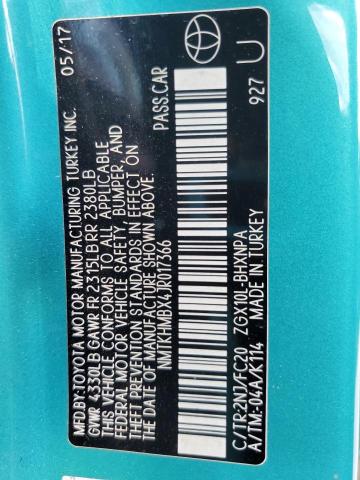 MFD.BY:TOYOTA MOTOR MANUFACTURING TURKEY INC. 05/17
GVWR 4330LB GAWR FR 2315LB RR 2380LB
THIS VEHICLE CONFORMS TO ALL APPLICABLE
FEDERAL MOTOR VEHICLE SAFETY, BUMPER, AND
THEFT PREVENTION STANDARDS IN EFFECT ON
THE DATE OF MANUFACTURE SHOWN ABOVE.
NMTKHMBX4JR017366 PASS.CAR
C/TR:2NT/FC20 ZGX10L-BHXNPA
A/TM:-04A/K114 MADE IN TURKEY 927 U